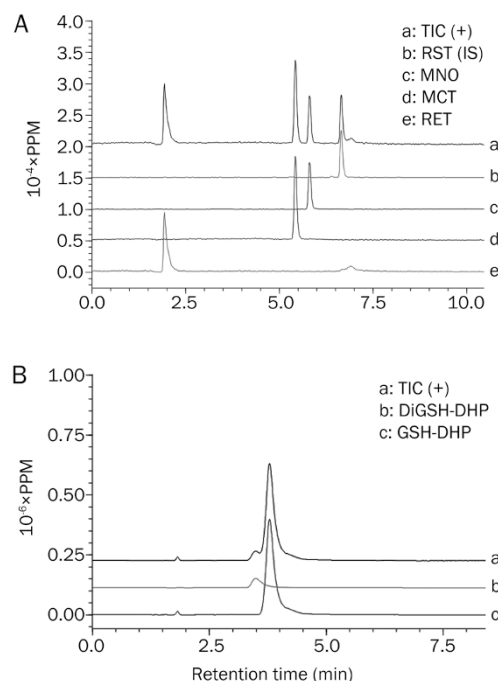 A
a: TIC (+)
b: RST (IS)
c: MNO
d: MCT
e: RET
10⁻⁴×PPM
4.0
3.5
3.0
2.5
2.0
1.5
1.0
0.5
0.0
a
b
c
d
e
0.0 2.5 5.0 7.5 10.0
B
a: TIC (+)
b: DiGSH-DHP
c: GSH-DHP
10⁻⁶×PPM
1.00
0.75
0.50
0.25
0.00
a
b
c
0.0 2.5 5.0 7.5
Retention time (min)